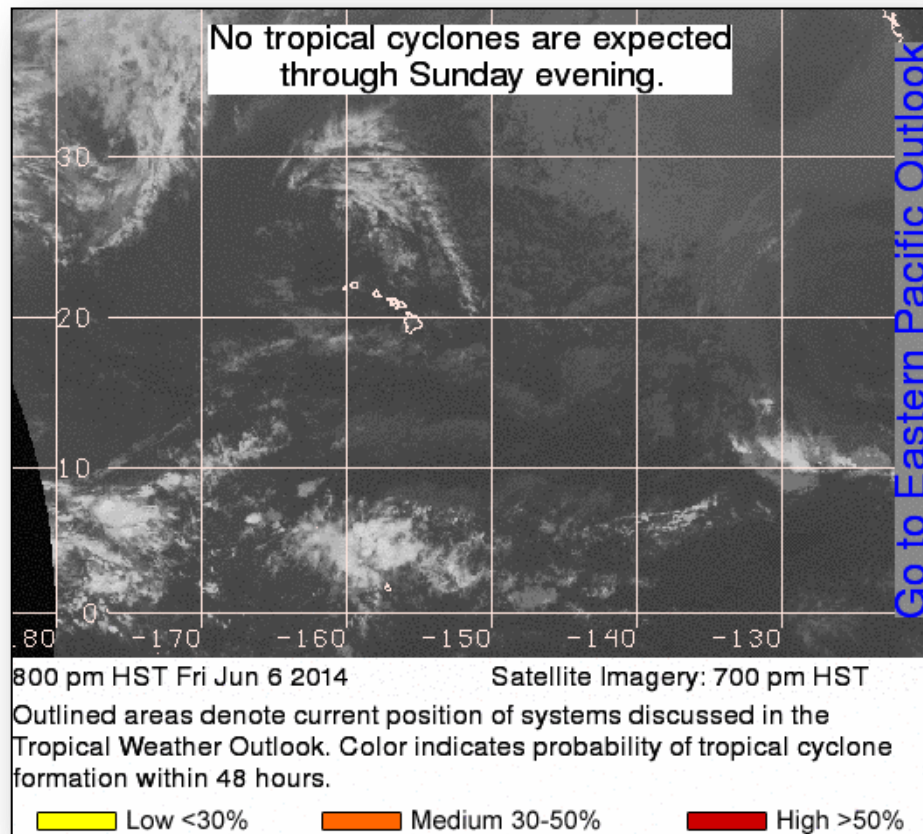 No tropical cyclones are expected
through Sunday evening.
Go to Eastern Pacific Outlook
30
20
10
0
80 -170 -160 -150 -140 -130
800 pm HST Fri Jun 6 2014 Satellite Imagery: 700 pm HST
Outlined areas denote current position of systems discussed in the
Tropical Weather Outlook. Color indicates probability of tropical cyclone
formation within 48 hours.
Low <30% Medium 30-50% High >50%